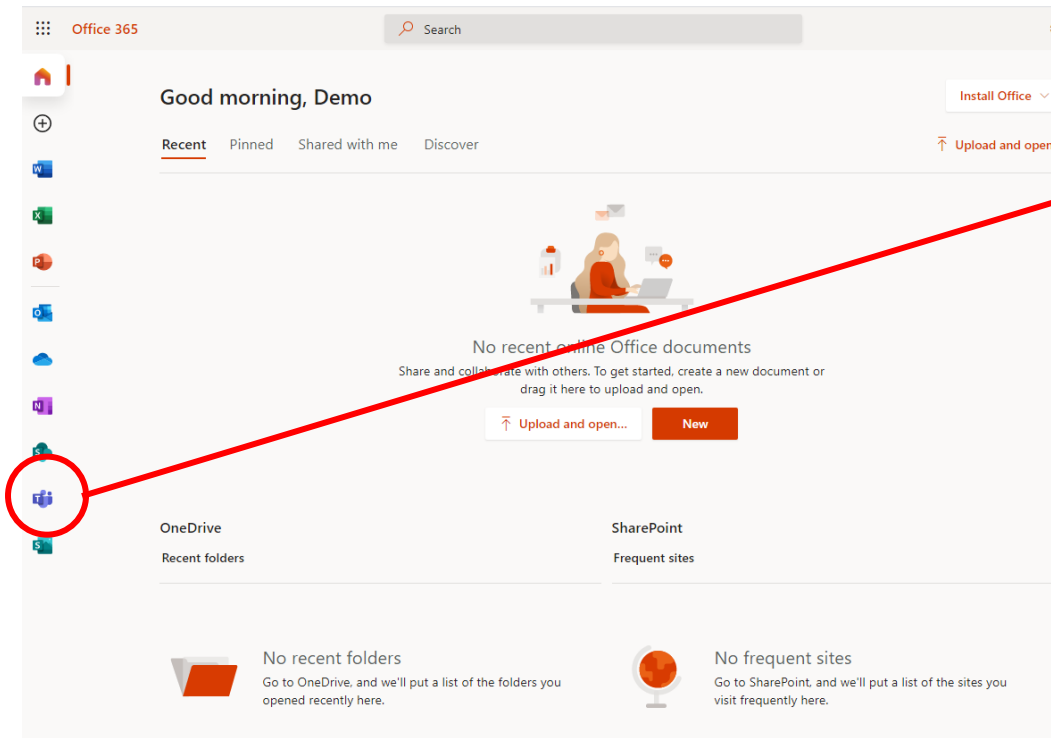 Office 365
Search
Good morning, Demo
Install Office
Recent Pinned Shared with me Discover
Upload and open
W
X
P
O
No recent online Office documents
Share and collaborate with others. To get started, create a new document or
drag it here to upload and open.
N
Upload and open... New
S
T
OneDrive SharePoint
S
Recent folders Frequent sites
No recent folders No frequent sites
Go to OneDrive, and we'll put a list of the folders you Go to SharePoint, and we'll put a list of the sites you
opened recently here. visit frequently here.